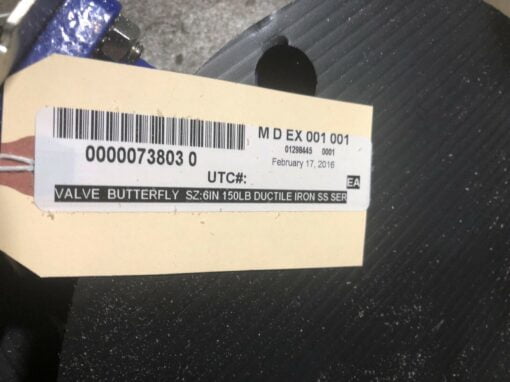 M D EX 001 001
0000073803 0
01298445 0001
February 17, 2016
UTC#:
EA
VALVE BUTTERFLY SZ:6IN 150LB DUCTILE IRON SS SER